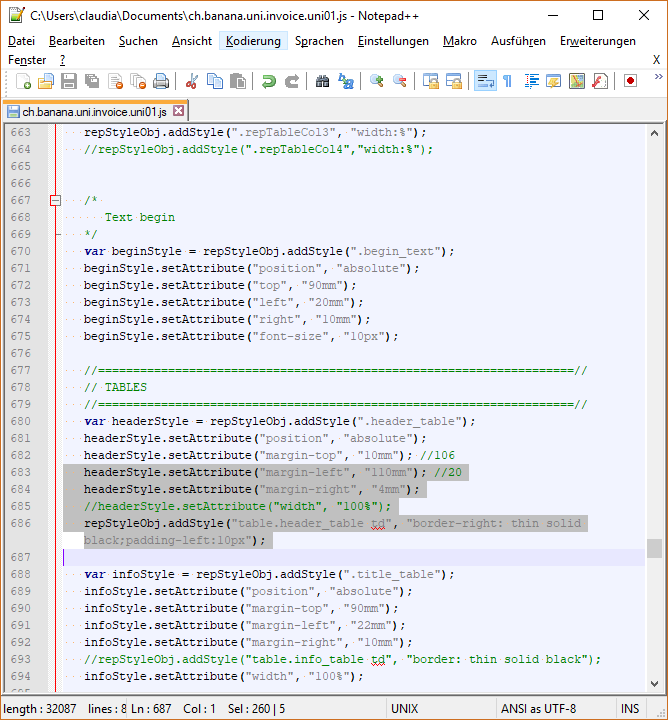 C:\Users\claudia\Documents\ch.banana.uni.invoice.uni01.js - Notepad++
Datei Bearbeiten Suchen Ansicht Kodierung Sprachen Einstellungen Makro Ausführen Erweiterungen
Fenster ? X
ch.banana.uni.invoice.uni01.js
663 repStyleObj.addStyle(".repTableCol3", "width:%");
664 //repStyleObj.addStyle(".repTableCol4","width:%");
665
666
667 /*
668 Text begin
669 */
670 var beginStyle = repStyleObj.addStyle(".begin_text");
671 beginStyle.setAttribute("position", "absolute");
672 beginStyle.setAttribute("top", "90mm");
673 beginStyle.setAttribute("left", "20mm");
674 beginStyle.setAttribute("right", "10mm");
675 beginStyle.setAttribute("font-size", "10px");
676
677 //====================================================================//
678 // TABLES
679 //====================================================================//
680 var headerStyle = repStyleObj.addStyle(".header_table");
681 headerStyle.setAttribute("position", "absolute");
682 headerStyle.setAttribute("margin-top", "10mm"); //106
683 headerStyle.setAttribute("margin-left", "110mm"); //20
684 headerStyle.setAttribute("margin-right", "4mm");
685 //headerStyle.setAttribute("width", "100%");
686 repStyleObj.addStyle("table.header_table td", "border-right: thin solid
black;padding-left:10px");
687
688 var infoStyle = repStyleObj.addStyle(".title_table");
689 infoStyle.setAttribute("position", "absolute");
690 infoStyle.setAttribute("margin-top", "90mm");
691 infoStyle.setAttribute("margin-left", "22mm");
692 infoStyle.setAttribute("margin-right", "10mm");
693 //repStyleObj.addStyle("table.info_table td", "border: thin solid black");
694 infoStyle.setAttribute("width", "100%");
length : 32087 lines : 8 Ln : 687 Col : 1 Sel : 260 | 5 UNIX ANSI as UTF-8 INS